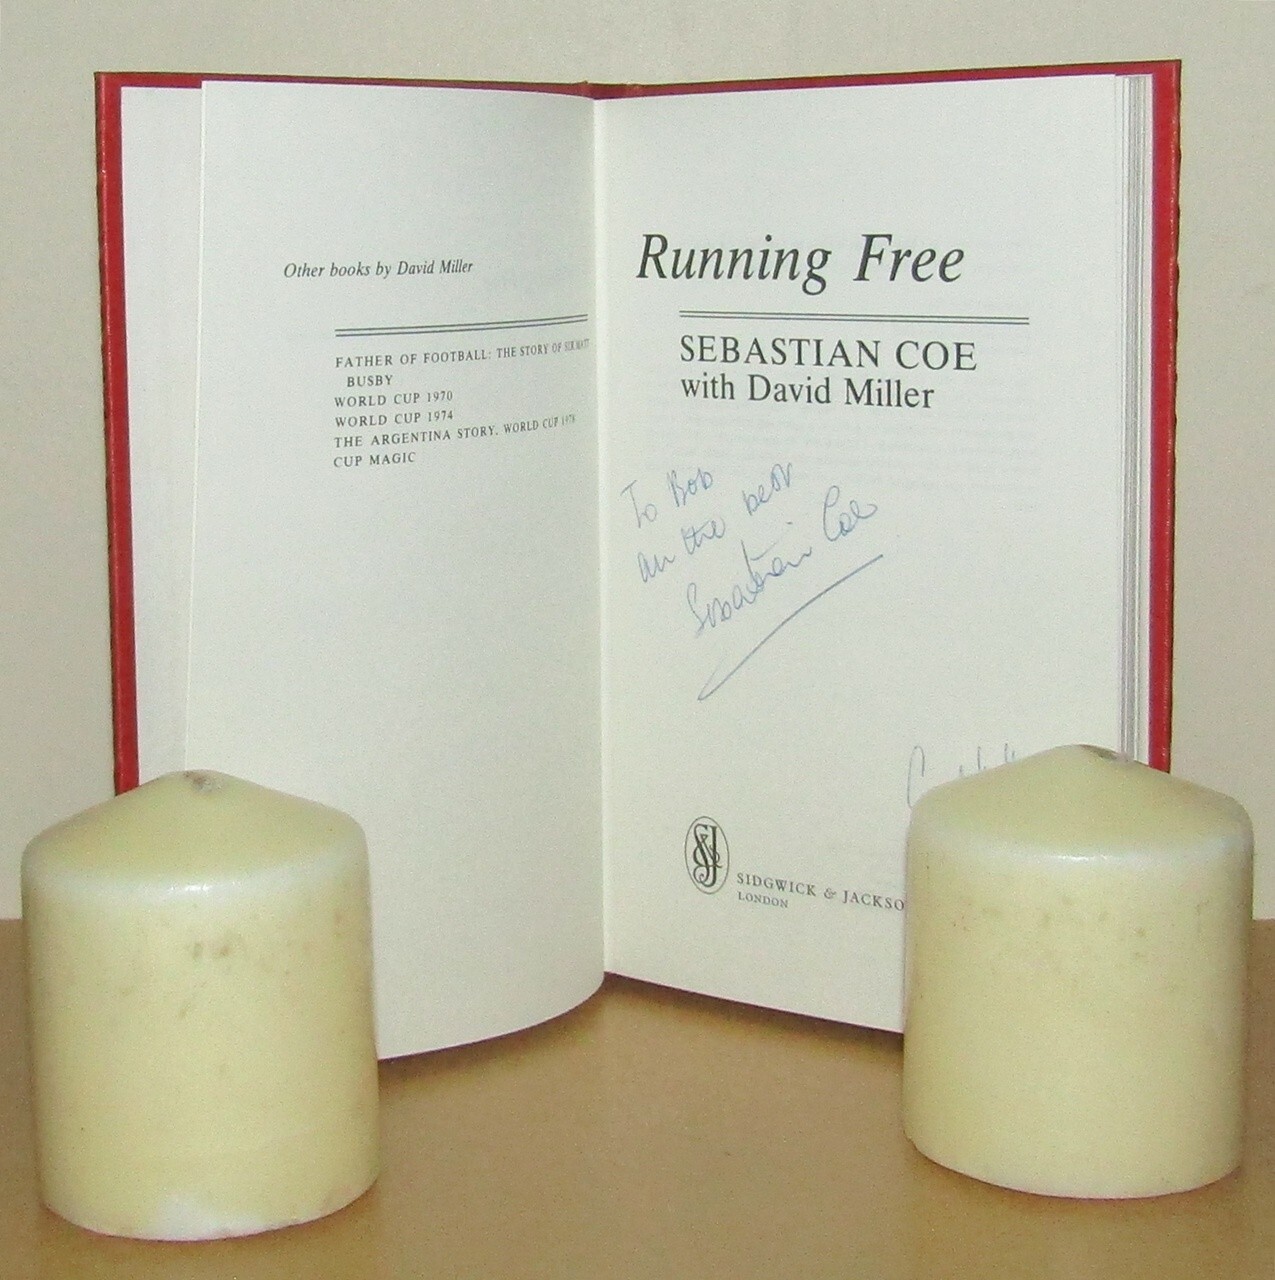 Other books by David Miller
FATHER OF FOOTBALL: THE STORY OF SIR MATT
BUSBY
WORLD CUP 1970
WORLD CUP 1974
THE ARGENTINA STORY. WORLD CUP 1978
CUP MAGIC
Running Free
SEBASTIAN COE
with David Miller
To Bob
all the best
Sebastian Coe
S&J
SIDGWICK & JACKSO
LONDON